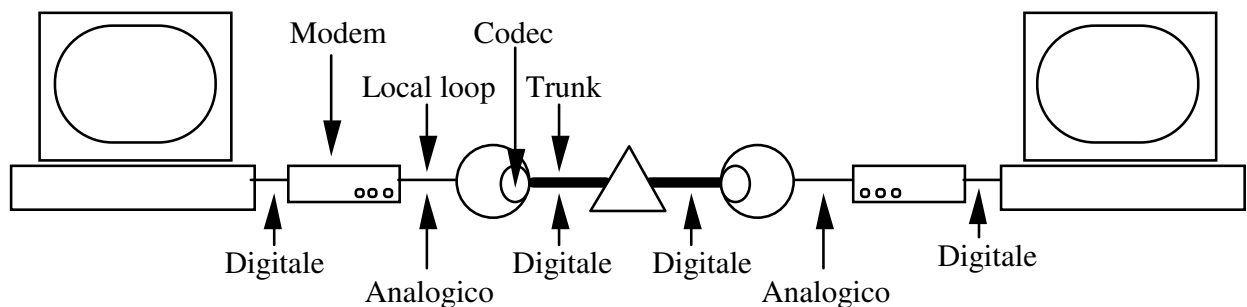 Modem
Codec
Local loop
Trunk
Digitale
Analogico
Digitale
Digitale
Analogico
Digitale